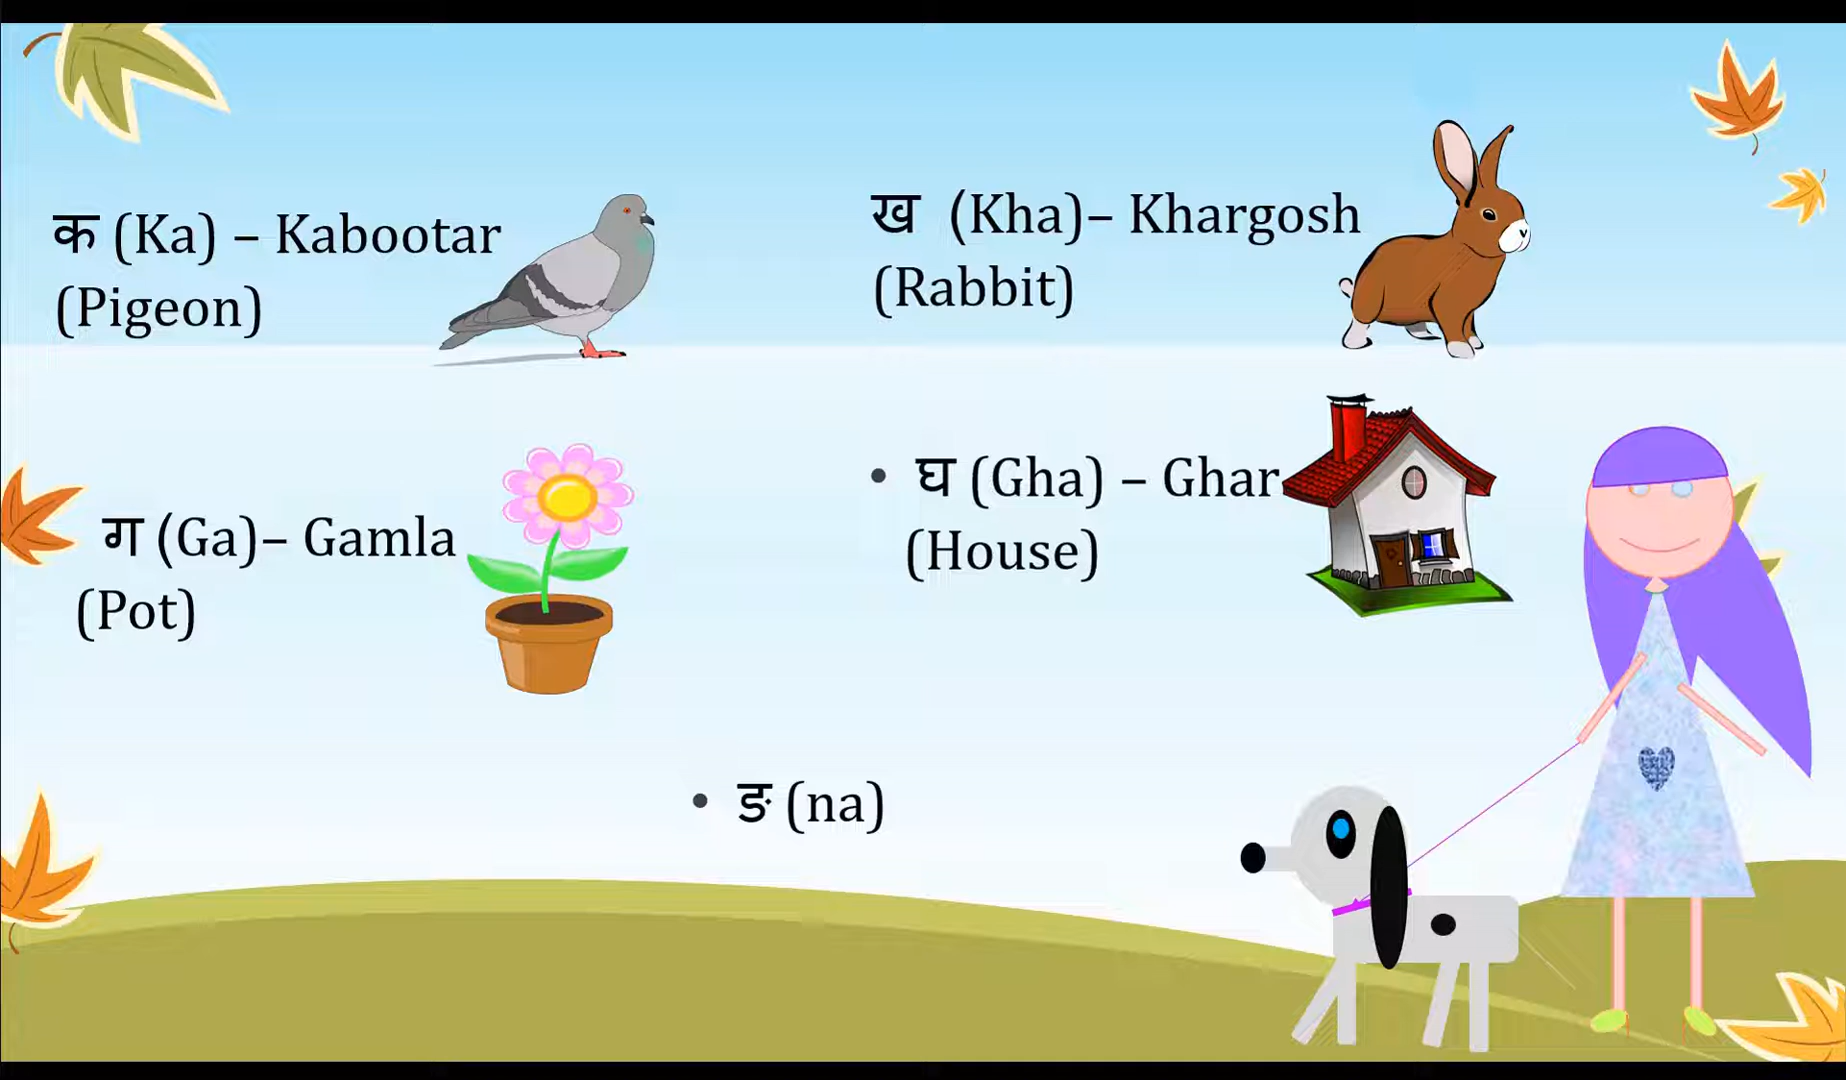 क (Ka) – Kabootar
(Pigeon)
ख (Kha)– Khargosh
(Rabbit)
ग (Ga)– Gamla
(Pot)
• घ (Gha) – Ghar
(House)
• ङ (na)